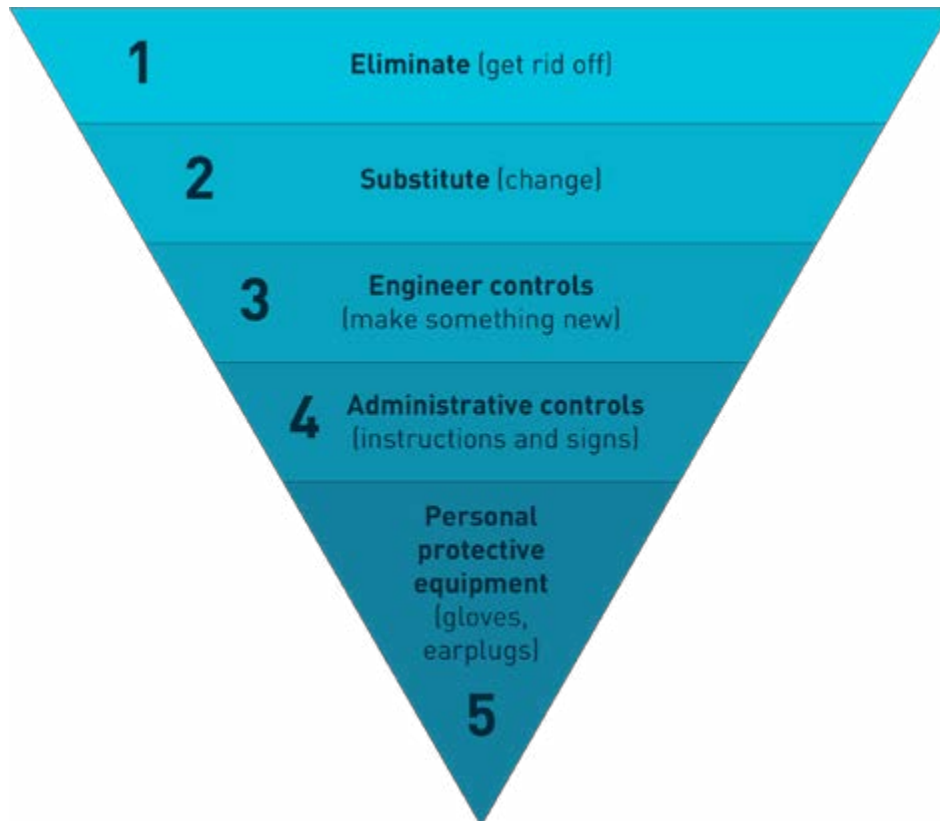 1
Eliminate (get rid off)
2
Substitute (change)
3
Engineer controls
(make something new)
4
Administrative controls
(instructions and signs)
Personal
protective
equipment
(gloves,
earplugs)
5